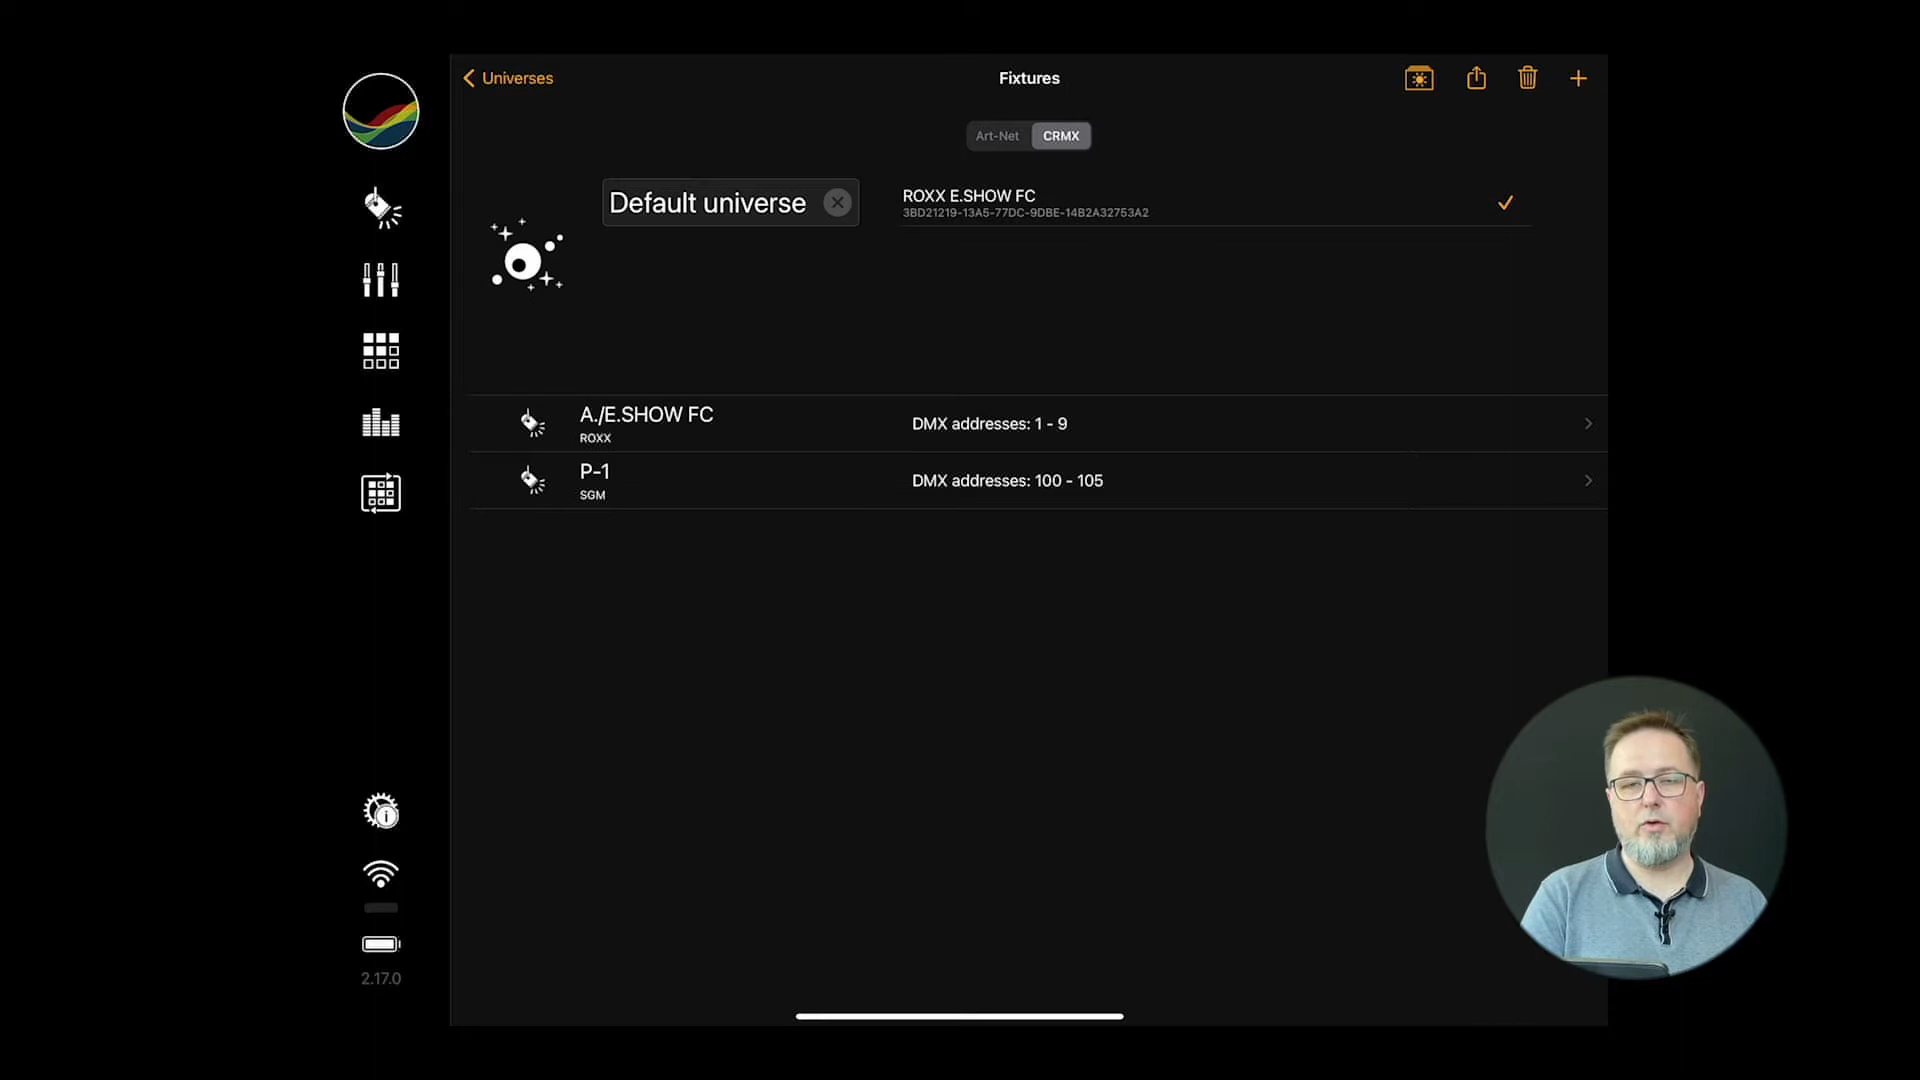 Universes
Fixtures
Art-Net
CRMX
Default universe
ROXX E.SHOW FC
3BD21219-13A5-77DC-9DBE-14B2A32753A2
A./E.SHOW FC
ROXX
DMX addresses: 1 - 9
P-1
SGM
DMX addresses: 100 - 105
2.17.0